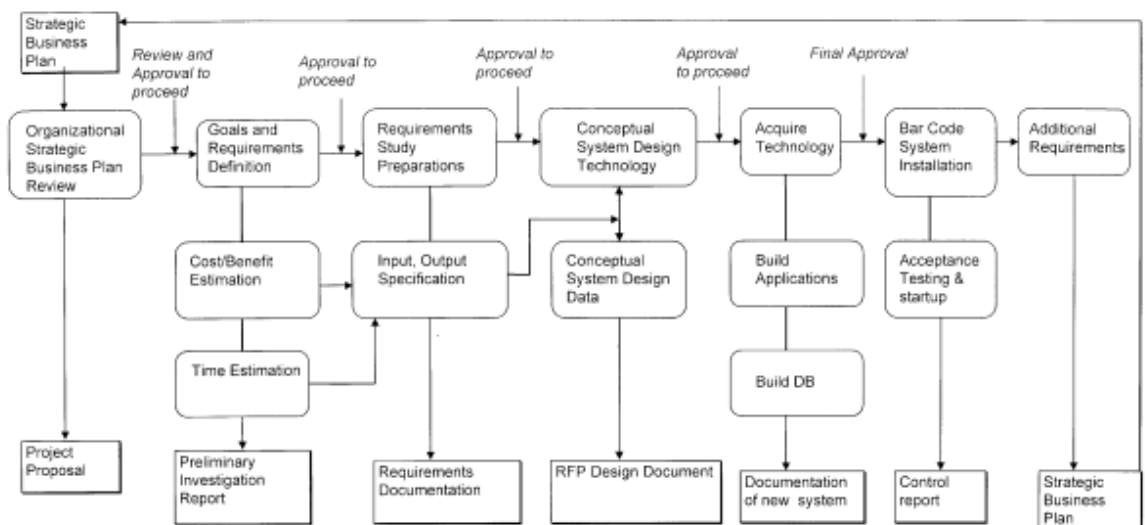 Strategic
Business
Plan
Review and
Approval to
proceed
Approval to
proceed
Approval to
proceed
Approval
to proceed
Final Approval
Organizational
Strategic
Business Plan
Review
Goals and
Requirements
Definition
Requirements
Study
Preparations
Conceptual
System Design
Technology
Acquire
Technology
Bar Code
System
Installation
Additional
Requirements
Cost/Benefit
Estimation
Input, Output
Specification
Conceptual
System Design
Data
Build
Applications
Acceptance
Testing &
startup
Time Estimation
Build DB
Project
Proposal
Preliminary
Investigation
Report
Requirements
Documentation
RFP Design Document
Documentation
of new system
Control
report
Strategic
Business
Plan